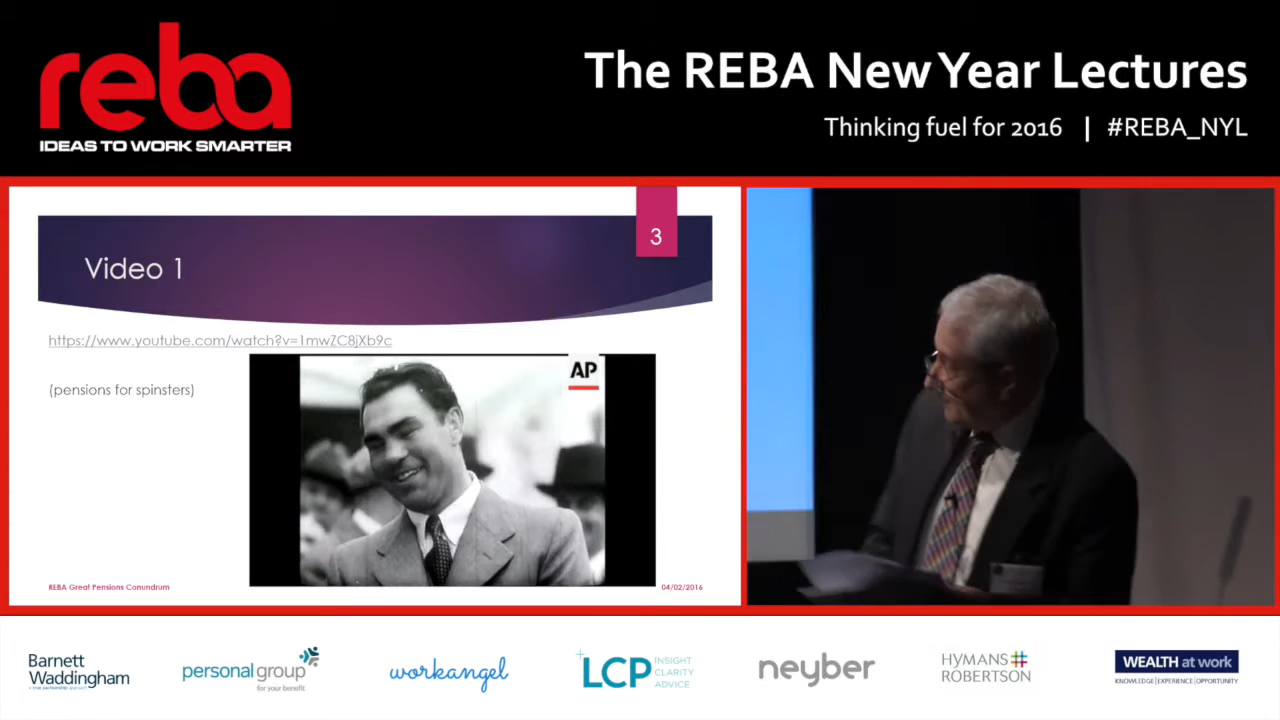 reba
IDEAS TO WORK SMARTER
The REBA New Year Lectures
Thinking fuel for 2016 | #REBA_NYL
3
Video 1
https://www.youtube.com/watch?v=1mwZC8jXb9c
(pensions for spinsters)
AP
REBA Great Pensions Conundrum
04/02/2016
Barnett
Waddingham
personal group
for your benefit
workangel
LCP INSIGHT
CLARITY
ADVICE
neyber
HYMANS
ROBERTSON
WEALTH at work
KNOWLEDGE|EXPERIENCE|OPPORTUNITY